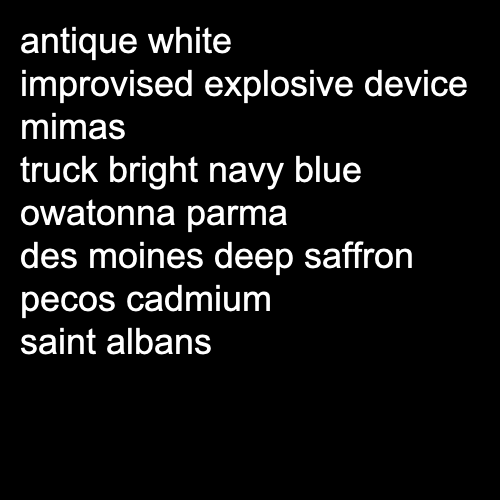 antique white
improvised explosive device
mimas
truck bright navy blue
owatonna parma
des moines deep saffron
pecos cadmium
saint albans